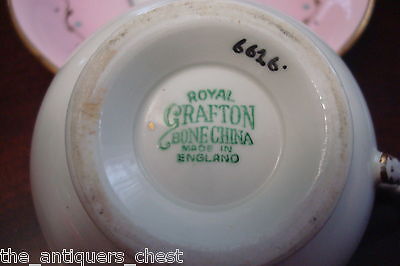 6626.
ROYAL
GRAFTON
BONE CHINA
MADE IN
ENGLAND
the_antiquers_chest